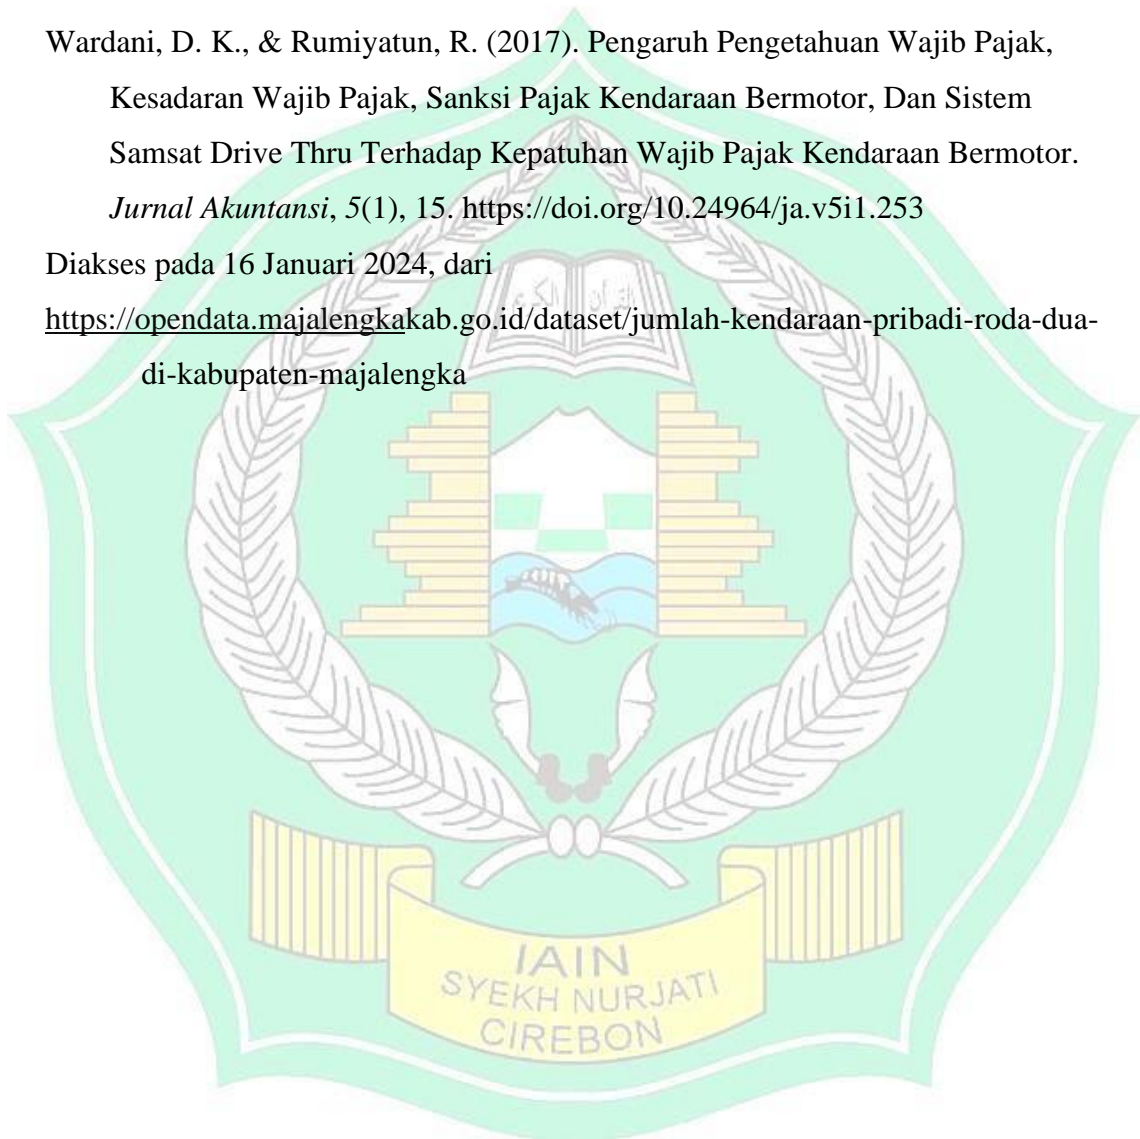 Wardani, D. K., & Rumiyatun, R. (2017). Pengaruh Pengetahuan Wajib Pajak,
Kesadaran Wajib Pajak, Sanksi Pajak Kendaraan Bermotor, Dan Sistem
Samsat Drive Thru Terhadap Kepatuhan Wajib Pajak Kendaraan Bermotor.
Jurnal Akuntansi, 5(1), 15. https://doi.org/10.24964/ja.v5i1.253
Diakses pada 16 Januari 2024, dari
https://opendata.majalengkakab.go.id/dataset/jumlah-kendaraan-pribadi-roda-dua-
di-kabupaten-majalengka
IAIN
SYEKH NURJATI
CIREBON